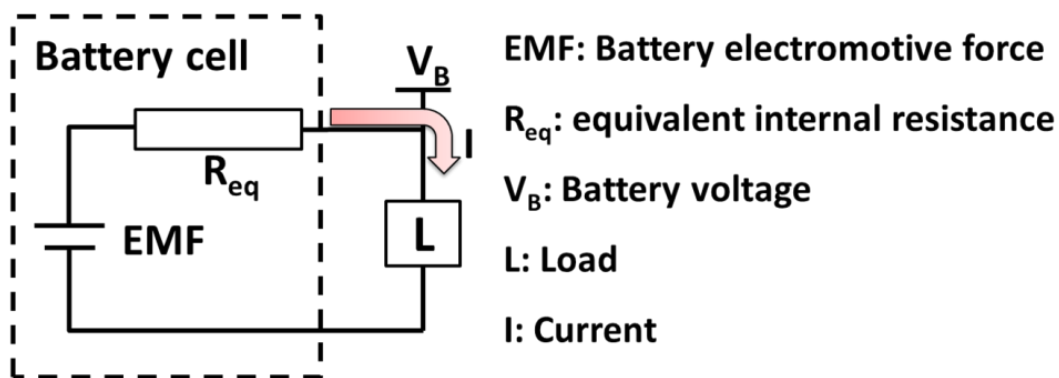 Battery cell
V_B
I
R_eq
EMF
L
EMF: Battery electromotive force
R_eq: equivalent internal resistance
V_B: Battery voltage
L: Load
I: Current